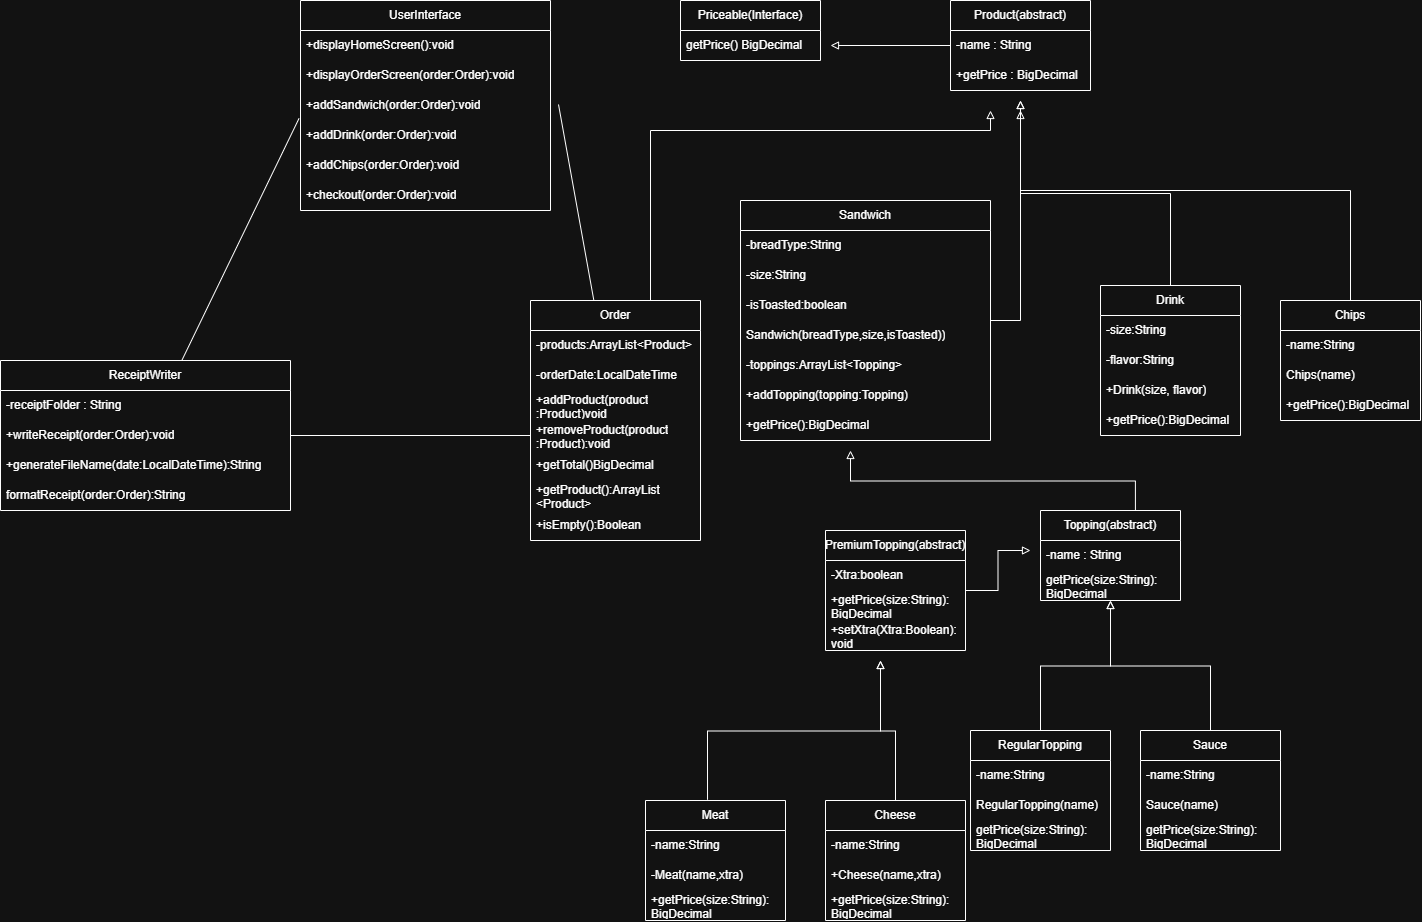 UserInterface
+displayHomeScreen():void
+displayOrderScreen(order:Order):void
+addSandwich(order:Order):void
+addDrink(order:Order):void
+addChips(order:Order):void
+checkout(order:Order):void
Priceable(Interface)
getPrice() BigDecimal
Product(abstract)
-name : String
+getPrice : BigDecimal
Sandwich
-breadType:String
-size:String
-isToasted:boolean
Sandwich(breadType,size,isToasted))
-toppings:ArrayList<Topping>
+addTopping(topping:Topping)
+getPrice():BigDecimal
Drink
-size:String
-flavor:String
+Drink(size, flavor)
+getPrice():BigDecimal
Chips
-name:String
Chips(name)
+getPrice():BigDecimal
Order
-products:ArrayList<Product>
-orderDate:LocalDateTime
+addProduct(product
:Product)void
+removeProduct(product
:Product):void
+getTotal()BigDecimal
+getProduct():ArrayList
<Product>
+isEmpty():Boolean
ReceiptWriter
-receiptFolder : String
+writeReceipt(order:Order):void
+generateFileName(date:LocalDateTime):String
formatReceipt(order:Order):String
PremiumTopping(abstract)
-Xtra:boolean
+getPrice(size:String):
BigDecimal
+setXtra(Xtra:Boolean):
void
Topping(abstract)
-name : String
getPrice(size:String):
BigDecimal
Meat
-name:String
-Meat(name,xtra)
+getPrice(size:String):
BigDecimal
Cheese
-name:String
+Cheese(name,xtra)
+getPrice(size:String):
BigDecimal
RegularTopping
-name:String
RegularTopping(name)
getPrice(size:String):
BigDecimal
Sauce
-name:String
Sauce(name)
getPrice(size:String):
BigDecimal